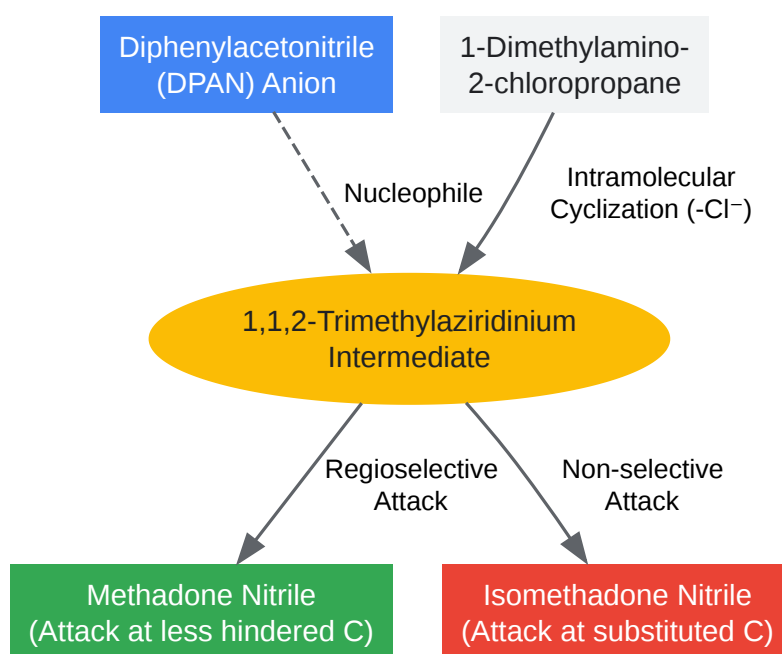 Diphenylacetonitrile
(DPAN) Anion
1-Dimethylamino-
2-chloropropane
Nucleophile
Intramolecular
Cyclization (-Cl⁻)
1,1,2-Trimethylaziridinium
Intermediate
Regioselective
Attack
Non-selective
Attack
Methadone Nitrile
(Attack at less hindered C)
Isomethadone Nitrile
(Attack at substituted C)